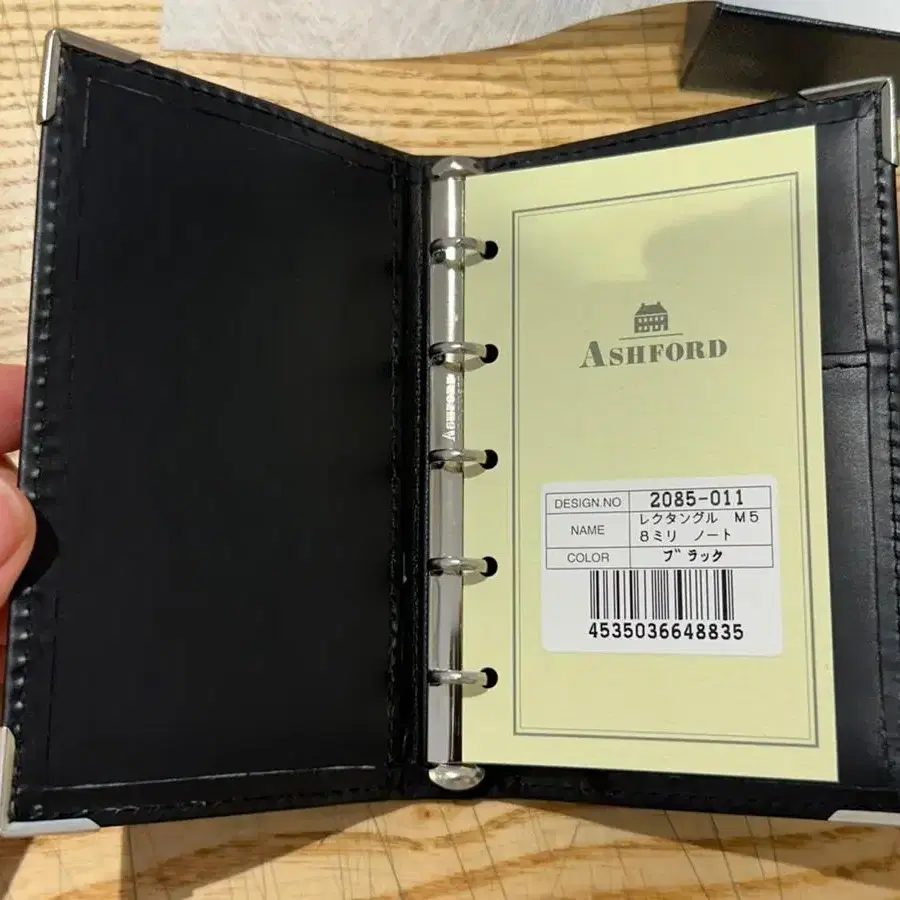 ASHFORD
ASHFORD
DESIGN.NO 2085-011
NAME レクタングル M5
8ミリ ノート
COLOR ブラック
4535036648835